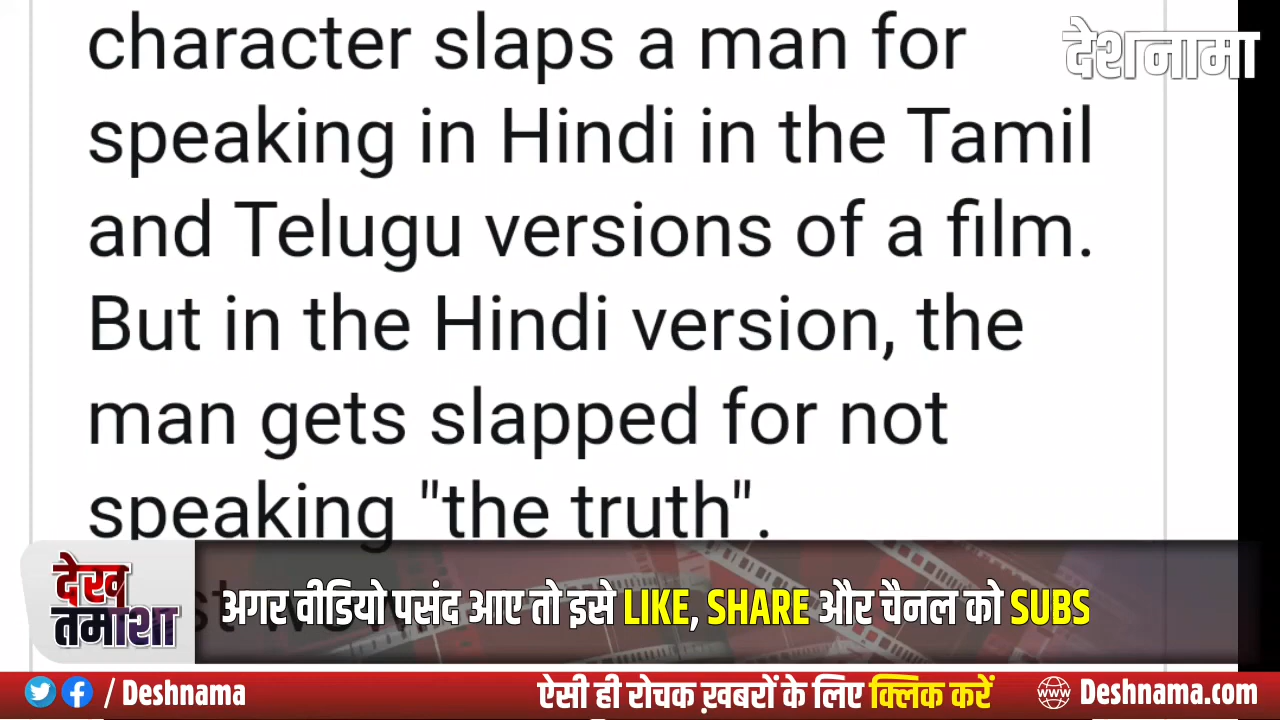 character slaps a man for
देशनामा
speaking in Hindi in the Tamil
and Telugu versions of a film.
But in the Hindi version, the
man gets slapped for not
speaking "the truth".
देख
तमाशा
अगर वीडियो पसंद आए तो इसे LIKE, SHARE और चैनल को SUBS
/ Deshnama
ऐसी ही रोचक ख़बरों के लिए क्लिक करें
Deshnama.com